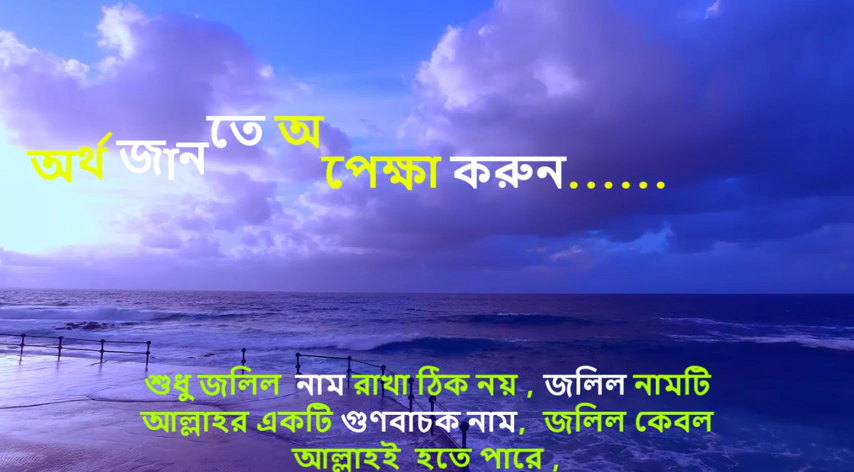 অর্থ জানতে অপেক্ষা করুন......
শুধু জলিল নাম রাখা ঠিক নয় , জলিল নামটি
আল্লাহর একটি গুণবাচক নাম, জলিল কেবল
আল্লাহই হতে পারে ,